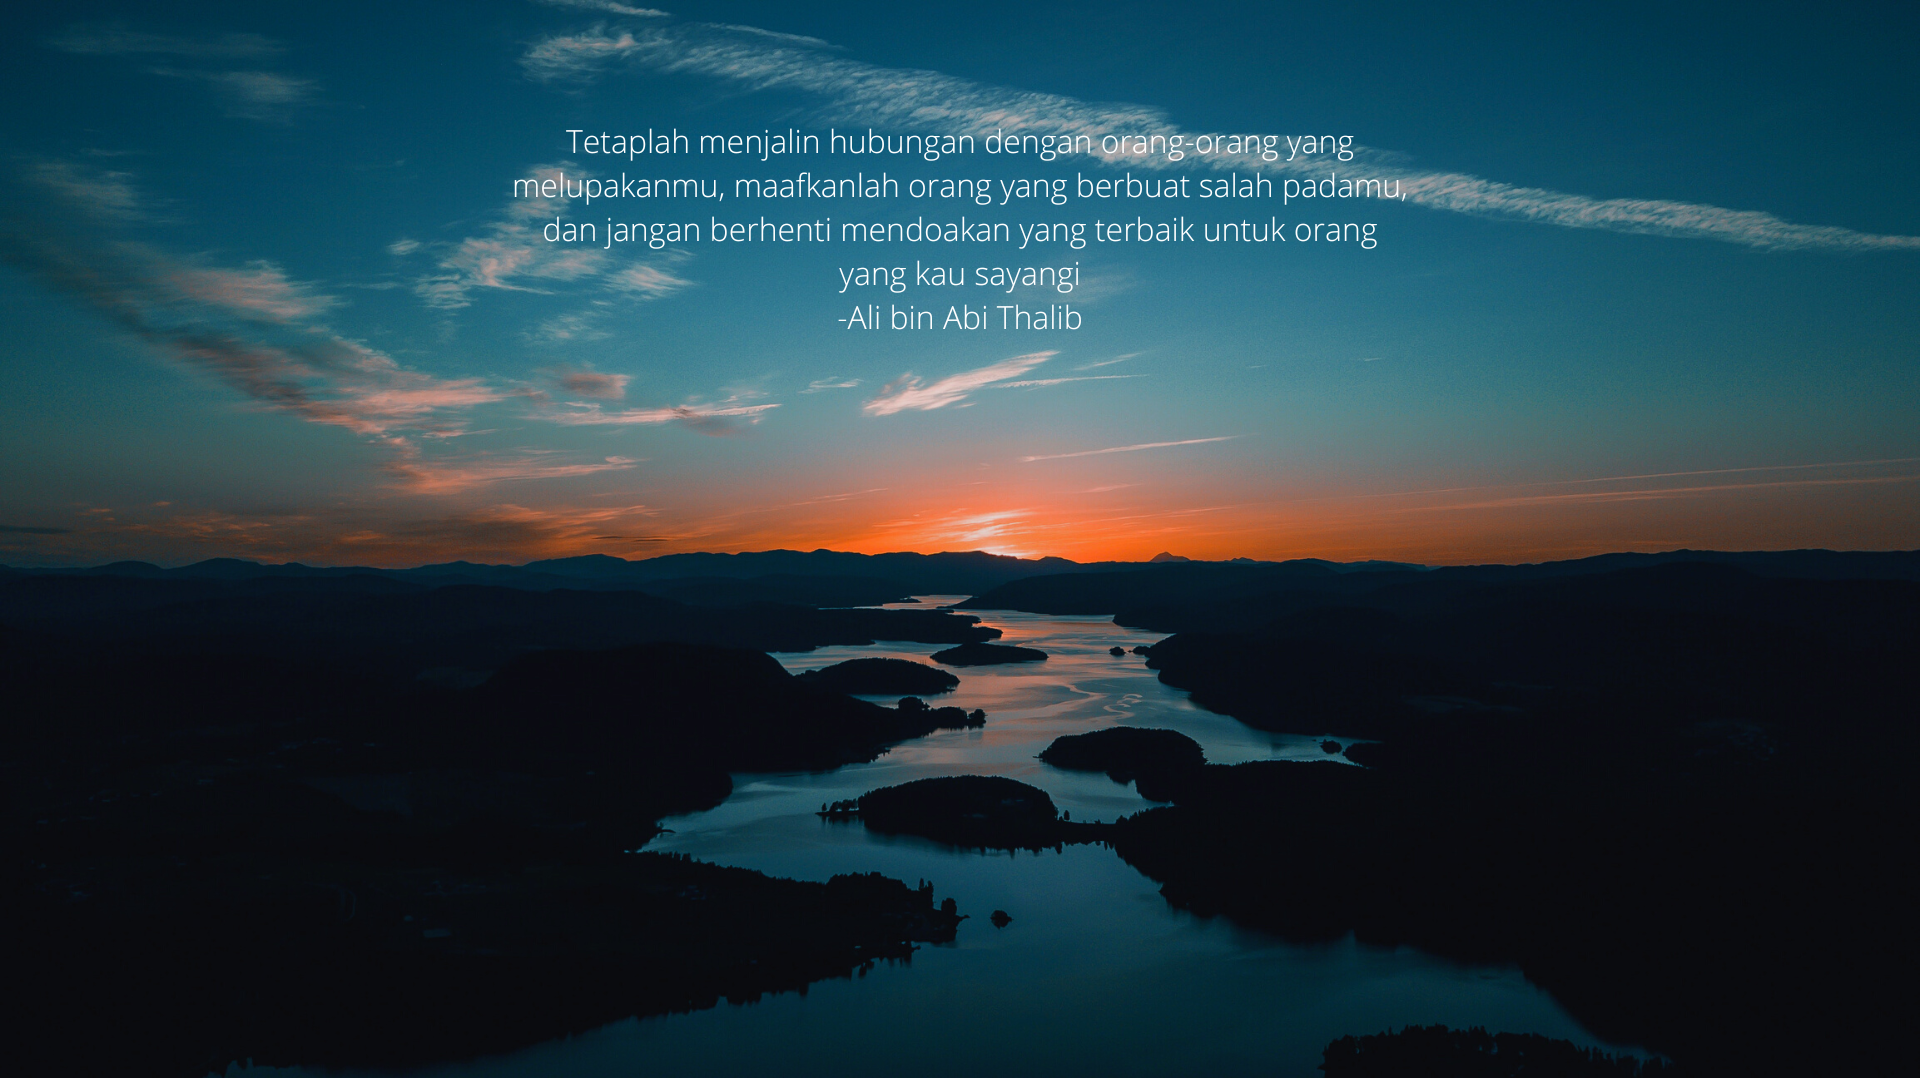 Tetaplah menjalin hubungan dengan orang-orang yang
melupakanmu, maafkanlah orang yang berbuat salah padamu,
dan jangan berhenti mendoakan yang terbaik untuk orang
yang kau sayangi
-Ali bin Abi Thalib